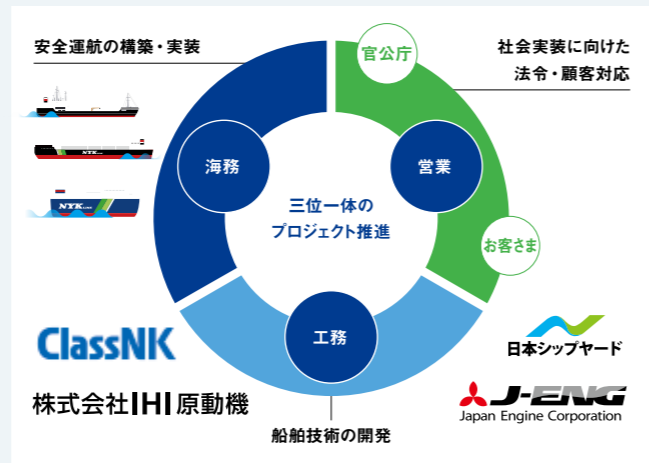 安全運航の構築・実装
官公庁
社会実装に向けた
法令・顧客対応
海務
営業
NYK
NYK LINE
三位一体の
プロジェクト推進
お客さま
工務
ClassNK
日本シップヤード
株式会社IHI原動機
J-ENG
Japan Engine Corporation
船舶技術の開発